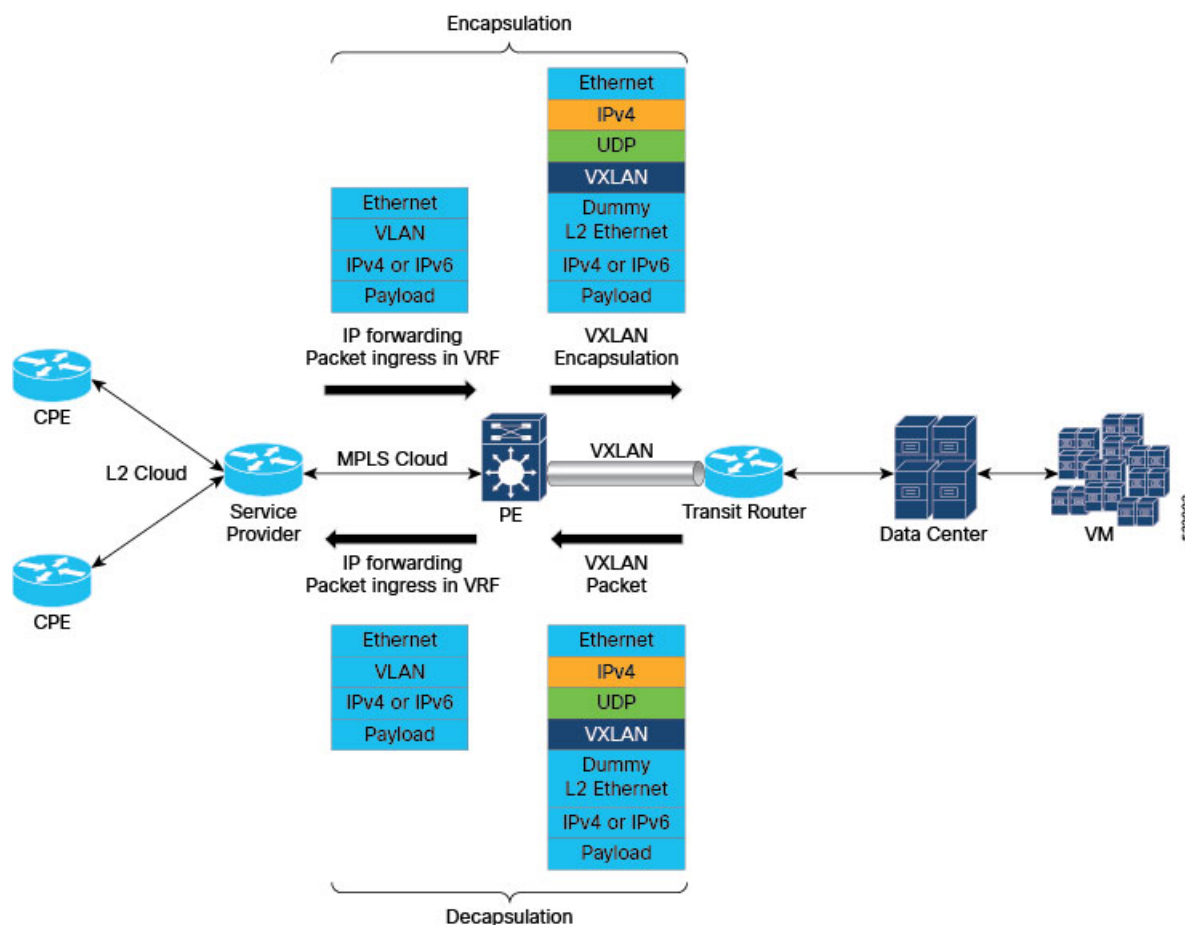 Encapsulation
Ethernet
IPv4
UDP
VXLAN
Dummy
L2 Ethernet
IPv4 or IPv6
Payload
Ethernet
VLAN
IPv4 or IPv6
Payload
IP forwarding
Packet ingress in VRF
VXLAN
Encapsulation
CPE
L2 Cloud
CPE
Service
Provider
MPLS Cloud
PE
VXLAN
Transit Router
Data Center
VM
IP forwarding
Packet ingress in VRF
VXLAN
Packet
Ethernet
VLAN
IPv4 or IPv6
Payload
Ethernet
IPv4
UDP
VXLAN
Dummy
L2 Ethernet
IPv4 or IPv6
Payload
Decapsulation